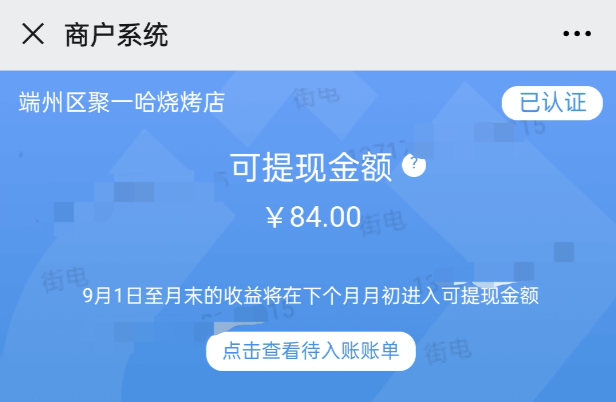 商户系统
端州区聚一哈烧烤店
街电
已认证
可提现金额 ?
￥84.00
街电
街电
9月1日至月末的收益将在下个月月初进入可提现金额
点击查看待入账账单
街电